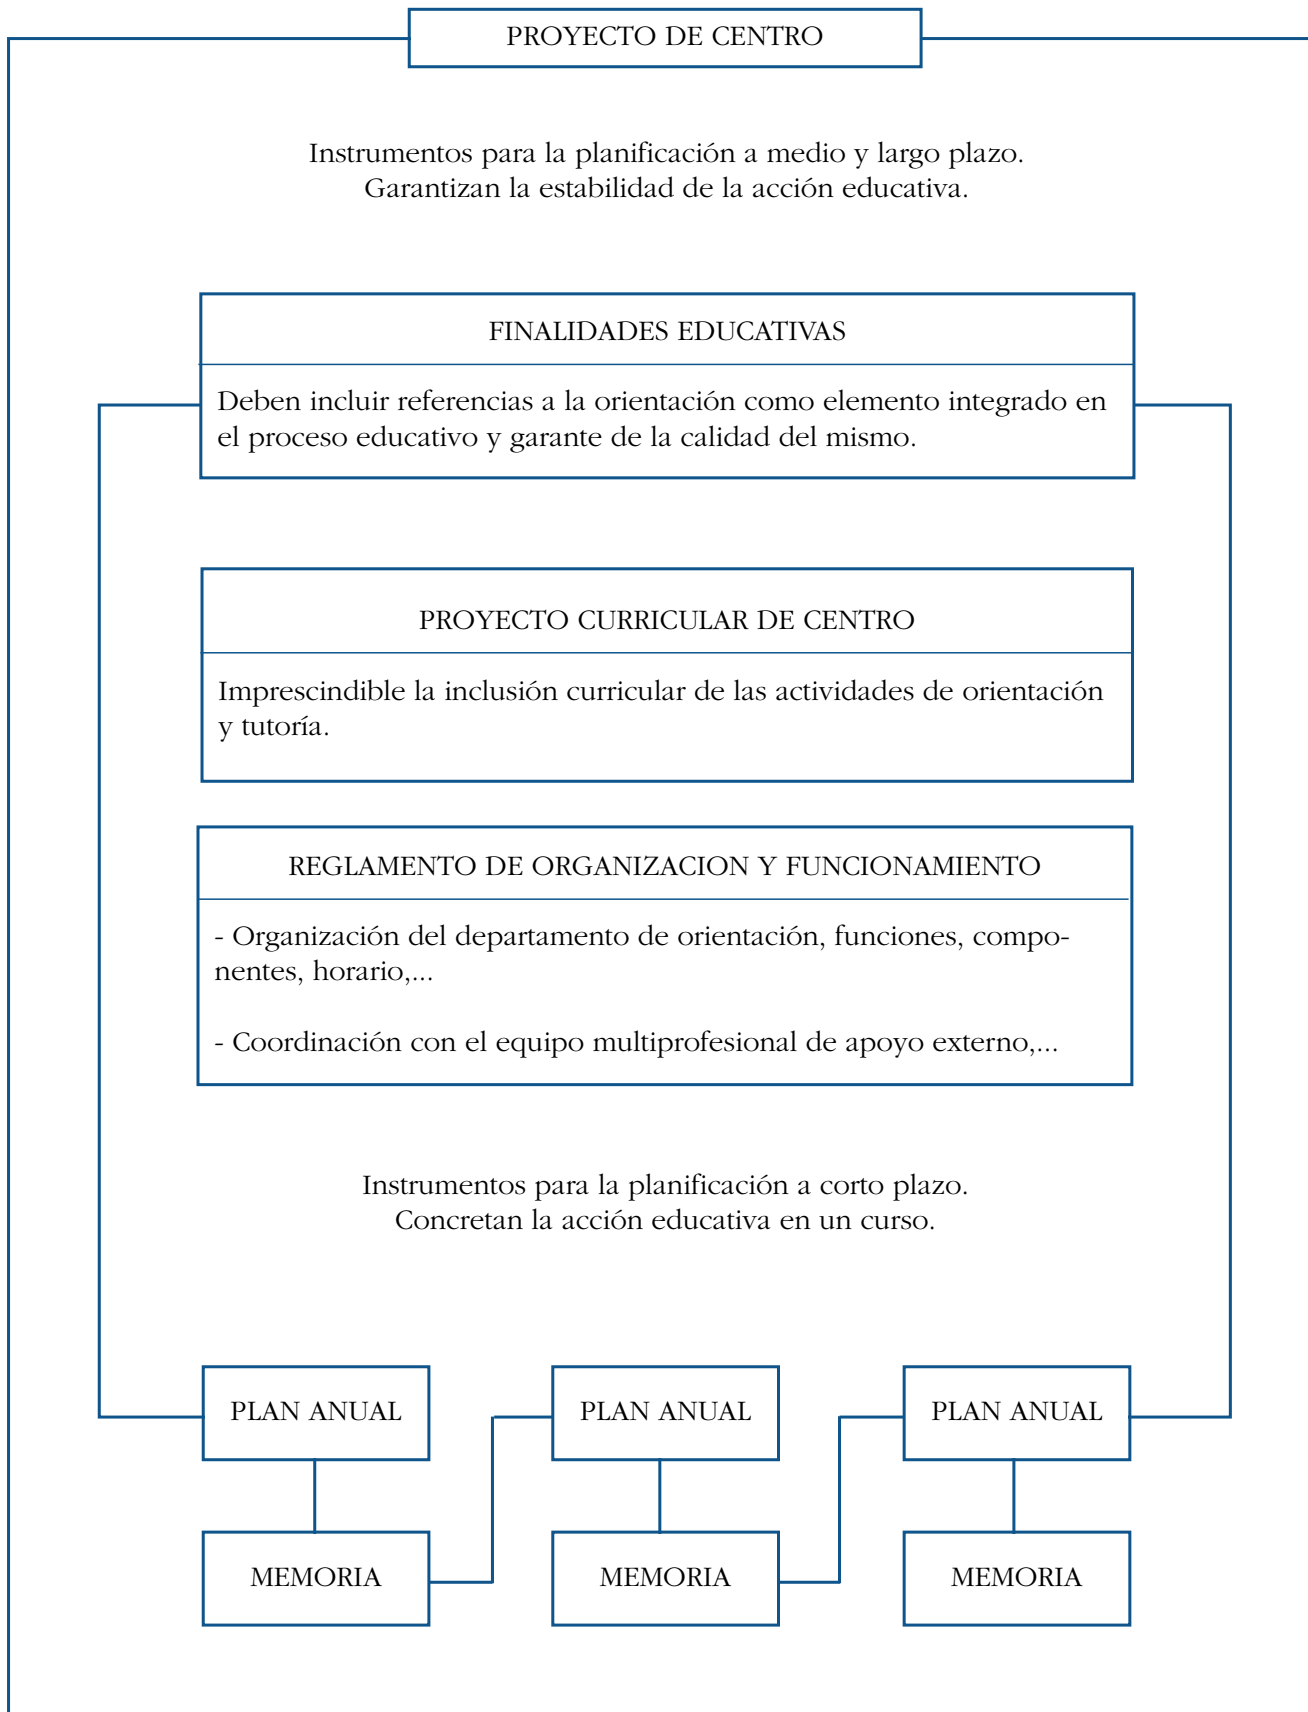 PROYECTO DE CENTRO
Instrumentos para la planificación a medio y largo plazo.
Garantizan la estabilidad de la acción educativa.
FINALIDADES EDUCATIVAS
Deben incluir referencias a la orientación como elemento integrado en
el proceso educativo y garante de la calidad del mismo.
PROYECTO CURRICULAR DE CENTRO
Imprescindible la inclusión curricular de las actividades de orientación
y tutoría.
REGLAMENTO DE ORGANIZACION Y FUNCIONAMIENTO
- Organización del departamento de orientación, funciones, compo-
nentes, horario,...
- Coordinación con el equipo multiprofesional de apoyo externo,...
Instrumentos para la planificación a corto plazo.
Concretan la acción educativa en un curso.
PLAN ANUAL
PLAN ANUAL
PLAN ANUAL
MEMORIA
MEMORIA
MEMORIA